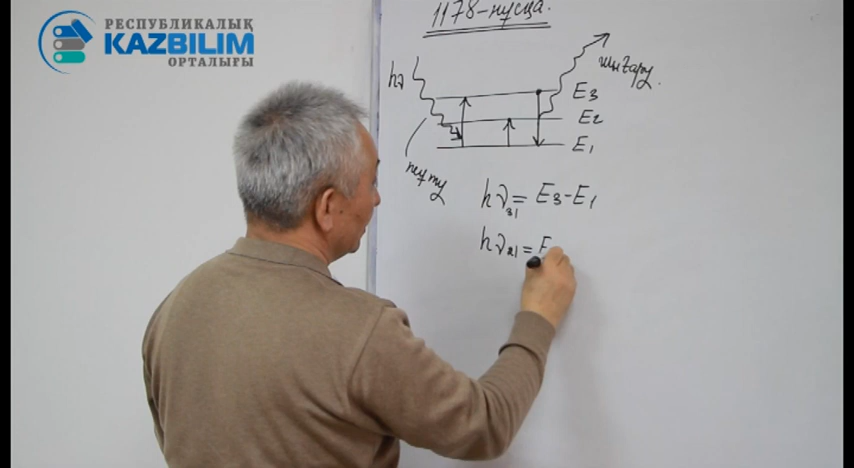 РЕСПУБЛИКАЛЫҚ
KAZBILIM
ОРТАЛЫҒЫ
1178-нұсқа.
hν
шығару.
E3
E2
E1
жұту
hν31 = E3-E1
hν21 = E